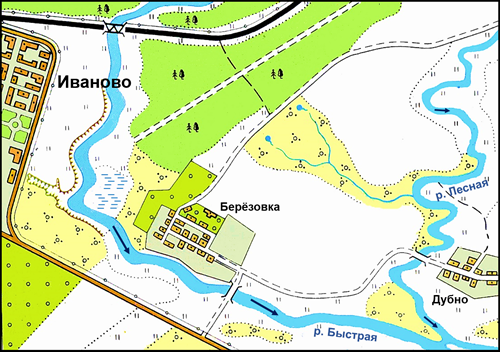 Иваново
р. Лесная
Берёзовка
Дубно
р. Быстрая